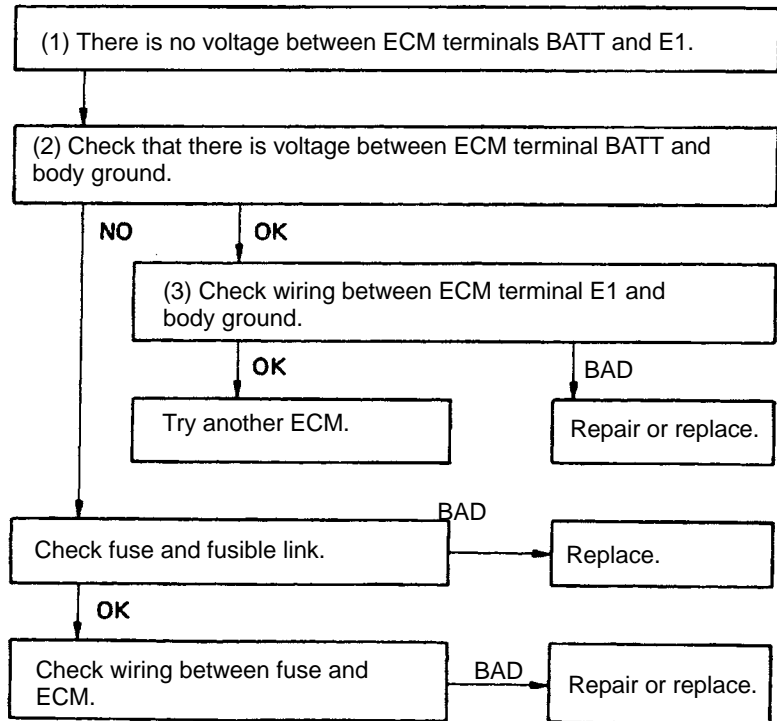 (1) There is no voltage between ECM terminals BATT and E1.
(2) Check that there is voltage between ECM terminal BATT and
body ground.
NO
OK
(3) Check wiring between ECM terminal E1 and
body ground.
OK
BAD
Try another ECM.
Repair or replace.
BAD
Check fuse and fusible link.
Replace.
OK
Check wiring between fuse and
ECM.
BAD
Repair or replace.